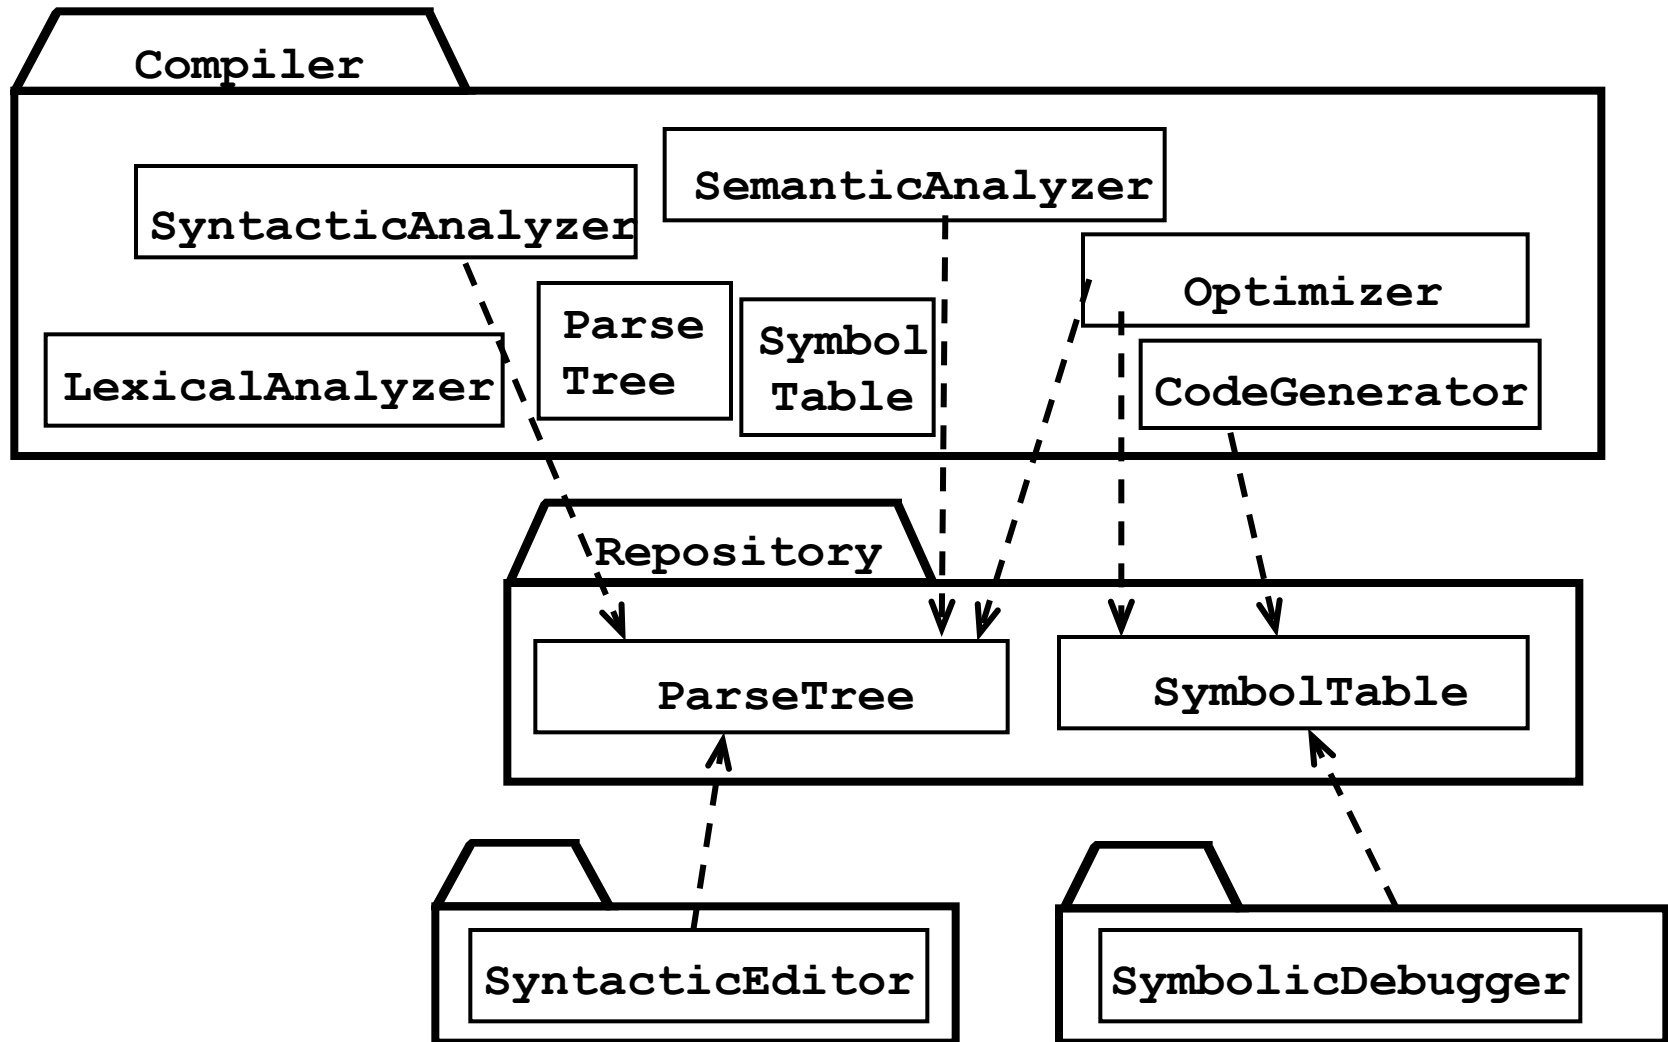 Compiler
SemanticAnalyzer
SyntacticAnalyzer
Optimizer
Parse
Tree
Symbol
Table
LexicalAnalyzer
CodeGenerator
Repository
ParseTree
SymbolTable
SyntacticEditor
SymbolicDebugger